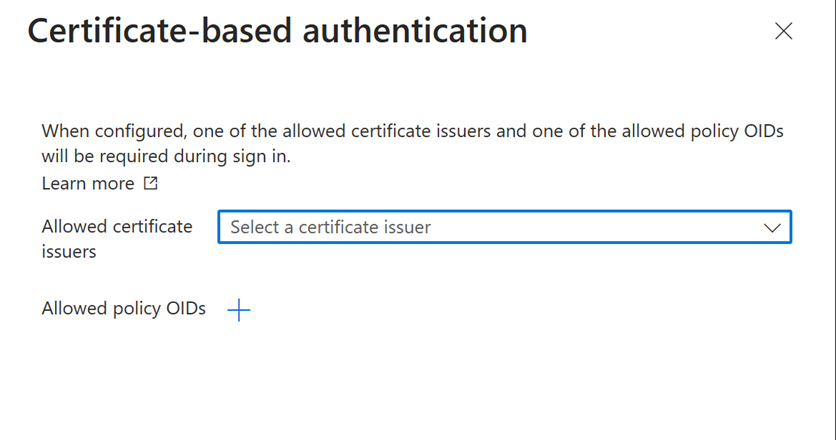 Certificate-based authentication
When configured, one of the allowed certificate issuers and one of the allowed policy OIDs
will be required during sign in.
Learn more
Allowed certificate
issuers
Select a certificate issuer
Allowed policy OIDs